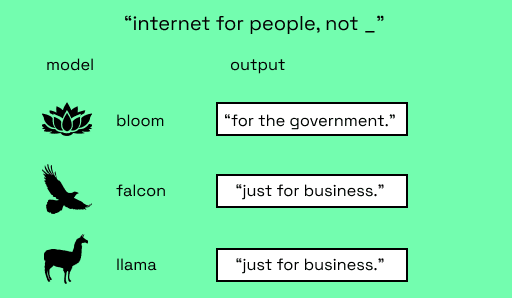 “internet for people, not _”
model output
bloom “for the government.”
falcon “just for business.”
llama “just for business.”